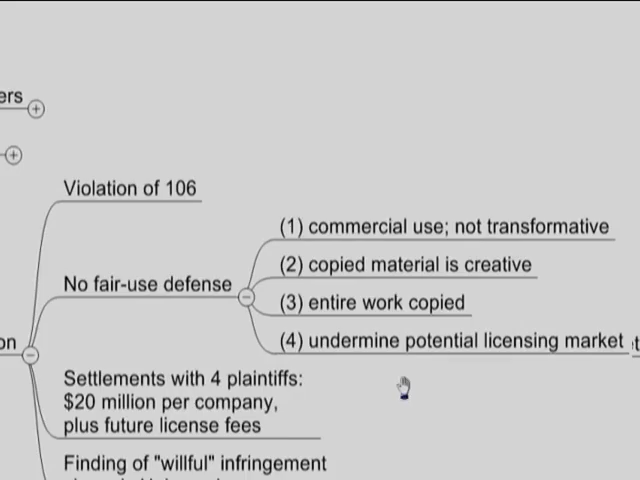 ers
Violation of 106
(1) commercial use; not transformative
(2) copied material is creative
No fair-use defense
(3) entire work copied
on
(4) undermine potential licensing market
Settlements with 4 plaintiffs:
$20 million per company,
plus future license fees
Finding of "willful" infringement